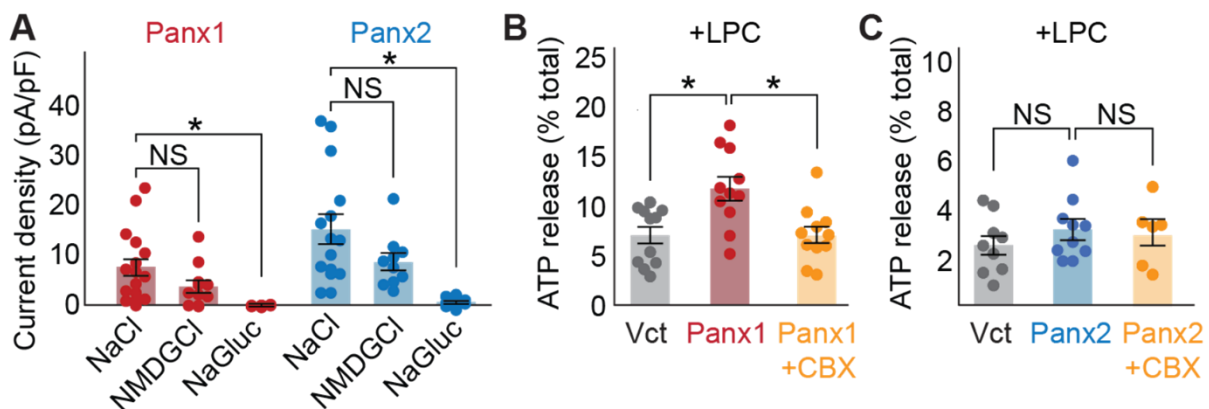 A
Panx1
Panx2
Current density (pA/pF)
40
30
20
10
0
*
NS
*
NS
NaCl
NMDGCl
NaGluc
NaCl
NMDGCl
NaGluc
B
+LPC
ATP release (% total)
25
20
15
10
5
0
*
*
Vct
Panx1
Panx1
+CBX
C
+LPC
ATP release (% total)
10
8
6
4
2
NS
NS
Vct
Panx2
Panx2
+CBX